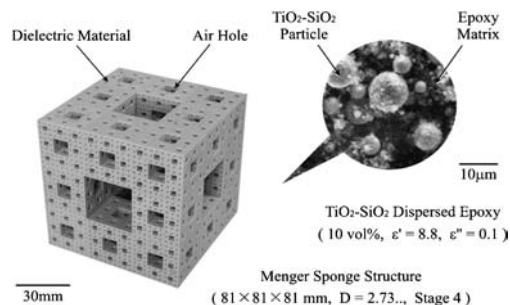 Dielectric Material
Air Hole
TiO₂-SiO₂
Particle
Epoxy
Matrix
10μm
TiO₂-SiO₂ Dispersed Epoxy
( 10 vol%, ε' = 8.8, ε" = 0.1 )
30mm
Menger Sponge Structure
( 81×81×81 mm, D = 2.73.., Stage 4 )